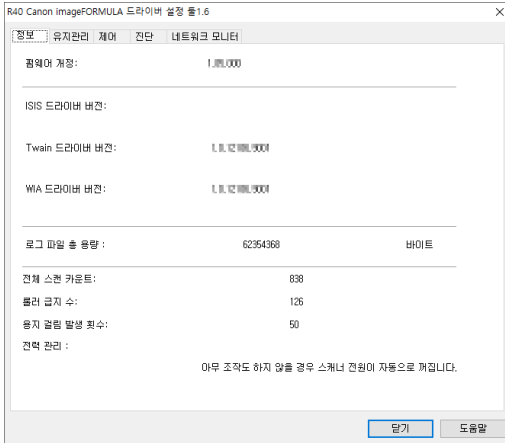 R40 Canon imageFORMULA 드라이버 설정 툴1.6
정보 유지관리 제어 진단 네트워크 모니터
펌웨어 개정:
ISIS 드라이버 버전:
Twain 드라이버 버전:
WIA 드라이버 버전:
로그 파일 총 용량 : 62354368 바이트
전체 스캔 카운트: 838
롤러 급지 수: 126
용지 걸림 발생 횟수: 50
전력 관리 :
아무 조작도 하지 않을 경우 스캐너 전원이 자동으로 꺼집니다.
닫기 도움말